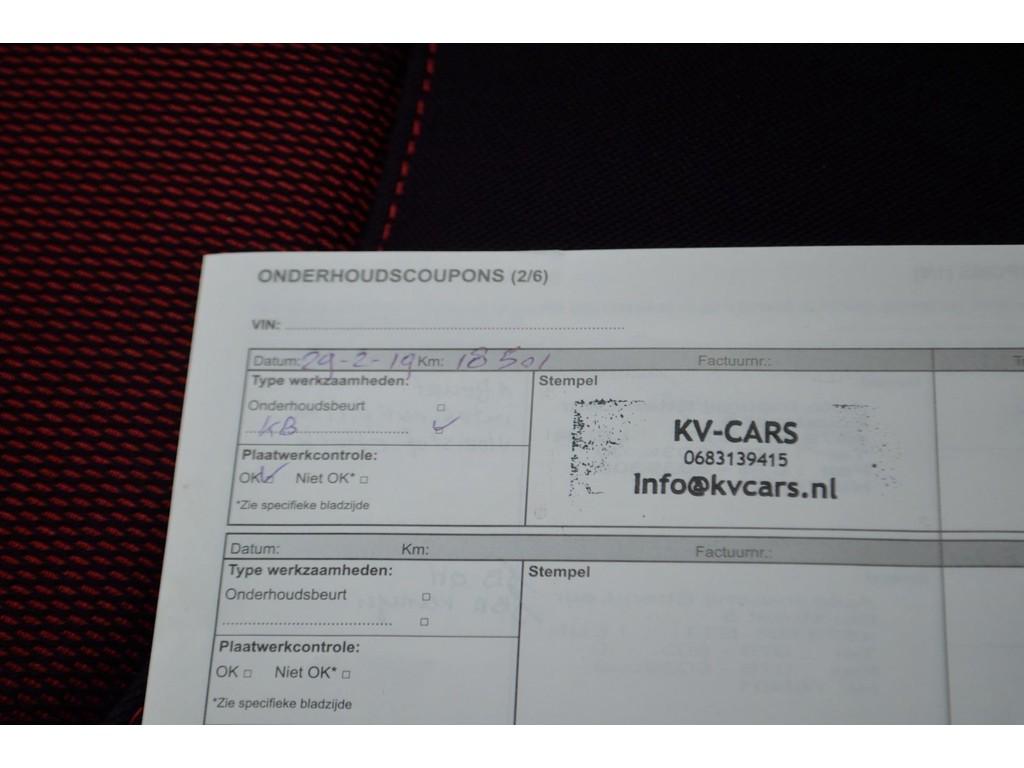 ONDERHOUDSCOUPONS (2/6)
VIN:
Datum: 29-2-19 Km: 18501 Factuurnr.:
Type werkzaamheden: Stempel
Onderhoudsbeurt
KB
KV-CARS
0683139415
Info@kvcars.nl
Plaatwerkcontrole:
OK Niet OK*
*Zie specifieke bladzijde
Datum: Km: Factuurnr.:
Type werkzaamheden: Stempel
Onderhoudsbeurt
Plaatwerkcontrole:
OK Niet OK*
*Zie specifieke bladzijde